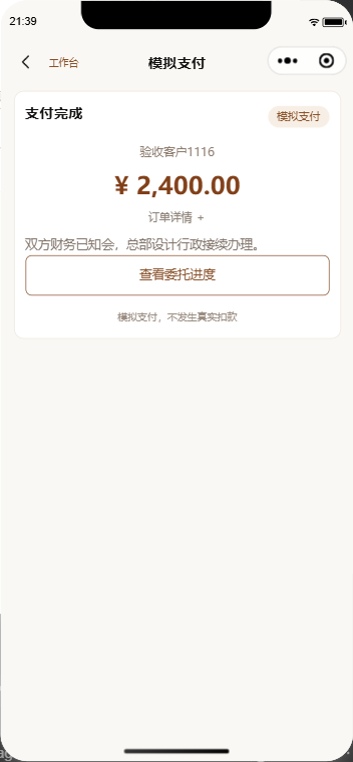 21:39
工作台
模拟支付
支付完成
模拟支付
验收客户1116
¥ 2,400.00
订单详情 +
双方财务已知会，总部设计行政接续办理。
查看委托进度
模拟支付，不发生真实扣款